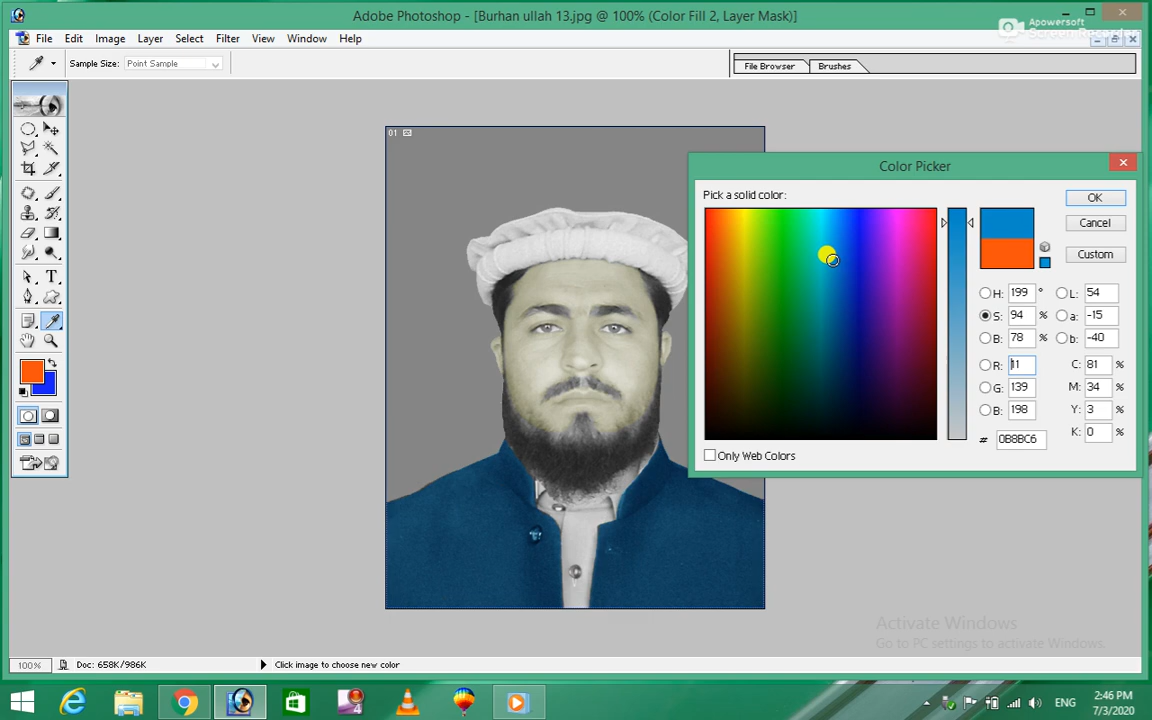 Adobe Photoshop - [Burhan ullah 13.jpg @ 100% (Color Fill 2, Layer Mask)]
Apowersoft
Screen Recorder
File Edit Image Layer Select Filter View Window Help
Sample Size: Point Sample
File Browser Brushes
01
Color Picker
Pick a solid color:
OK
Cancel
Custom
H: 199 °
L: 54
S: 94 %
a: -15
B: 78 %
b: -40
R: 11
C: 81 %
G: 139
M: 34 %
B: 198
Y: 3 %
# 0B8BC6
K: 0 %
Only Web Colors
T
Activate Windows
Go to PC settings to activate Windows.
100% Doc: 658K/986K Click image to choose new color
4
ENG
2:46 PM
7/3/2020